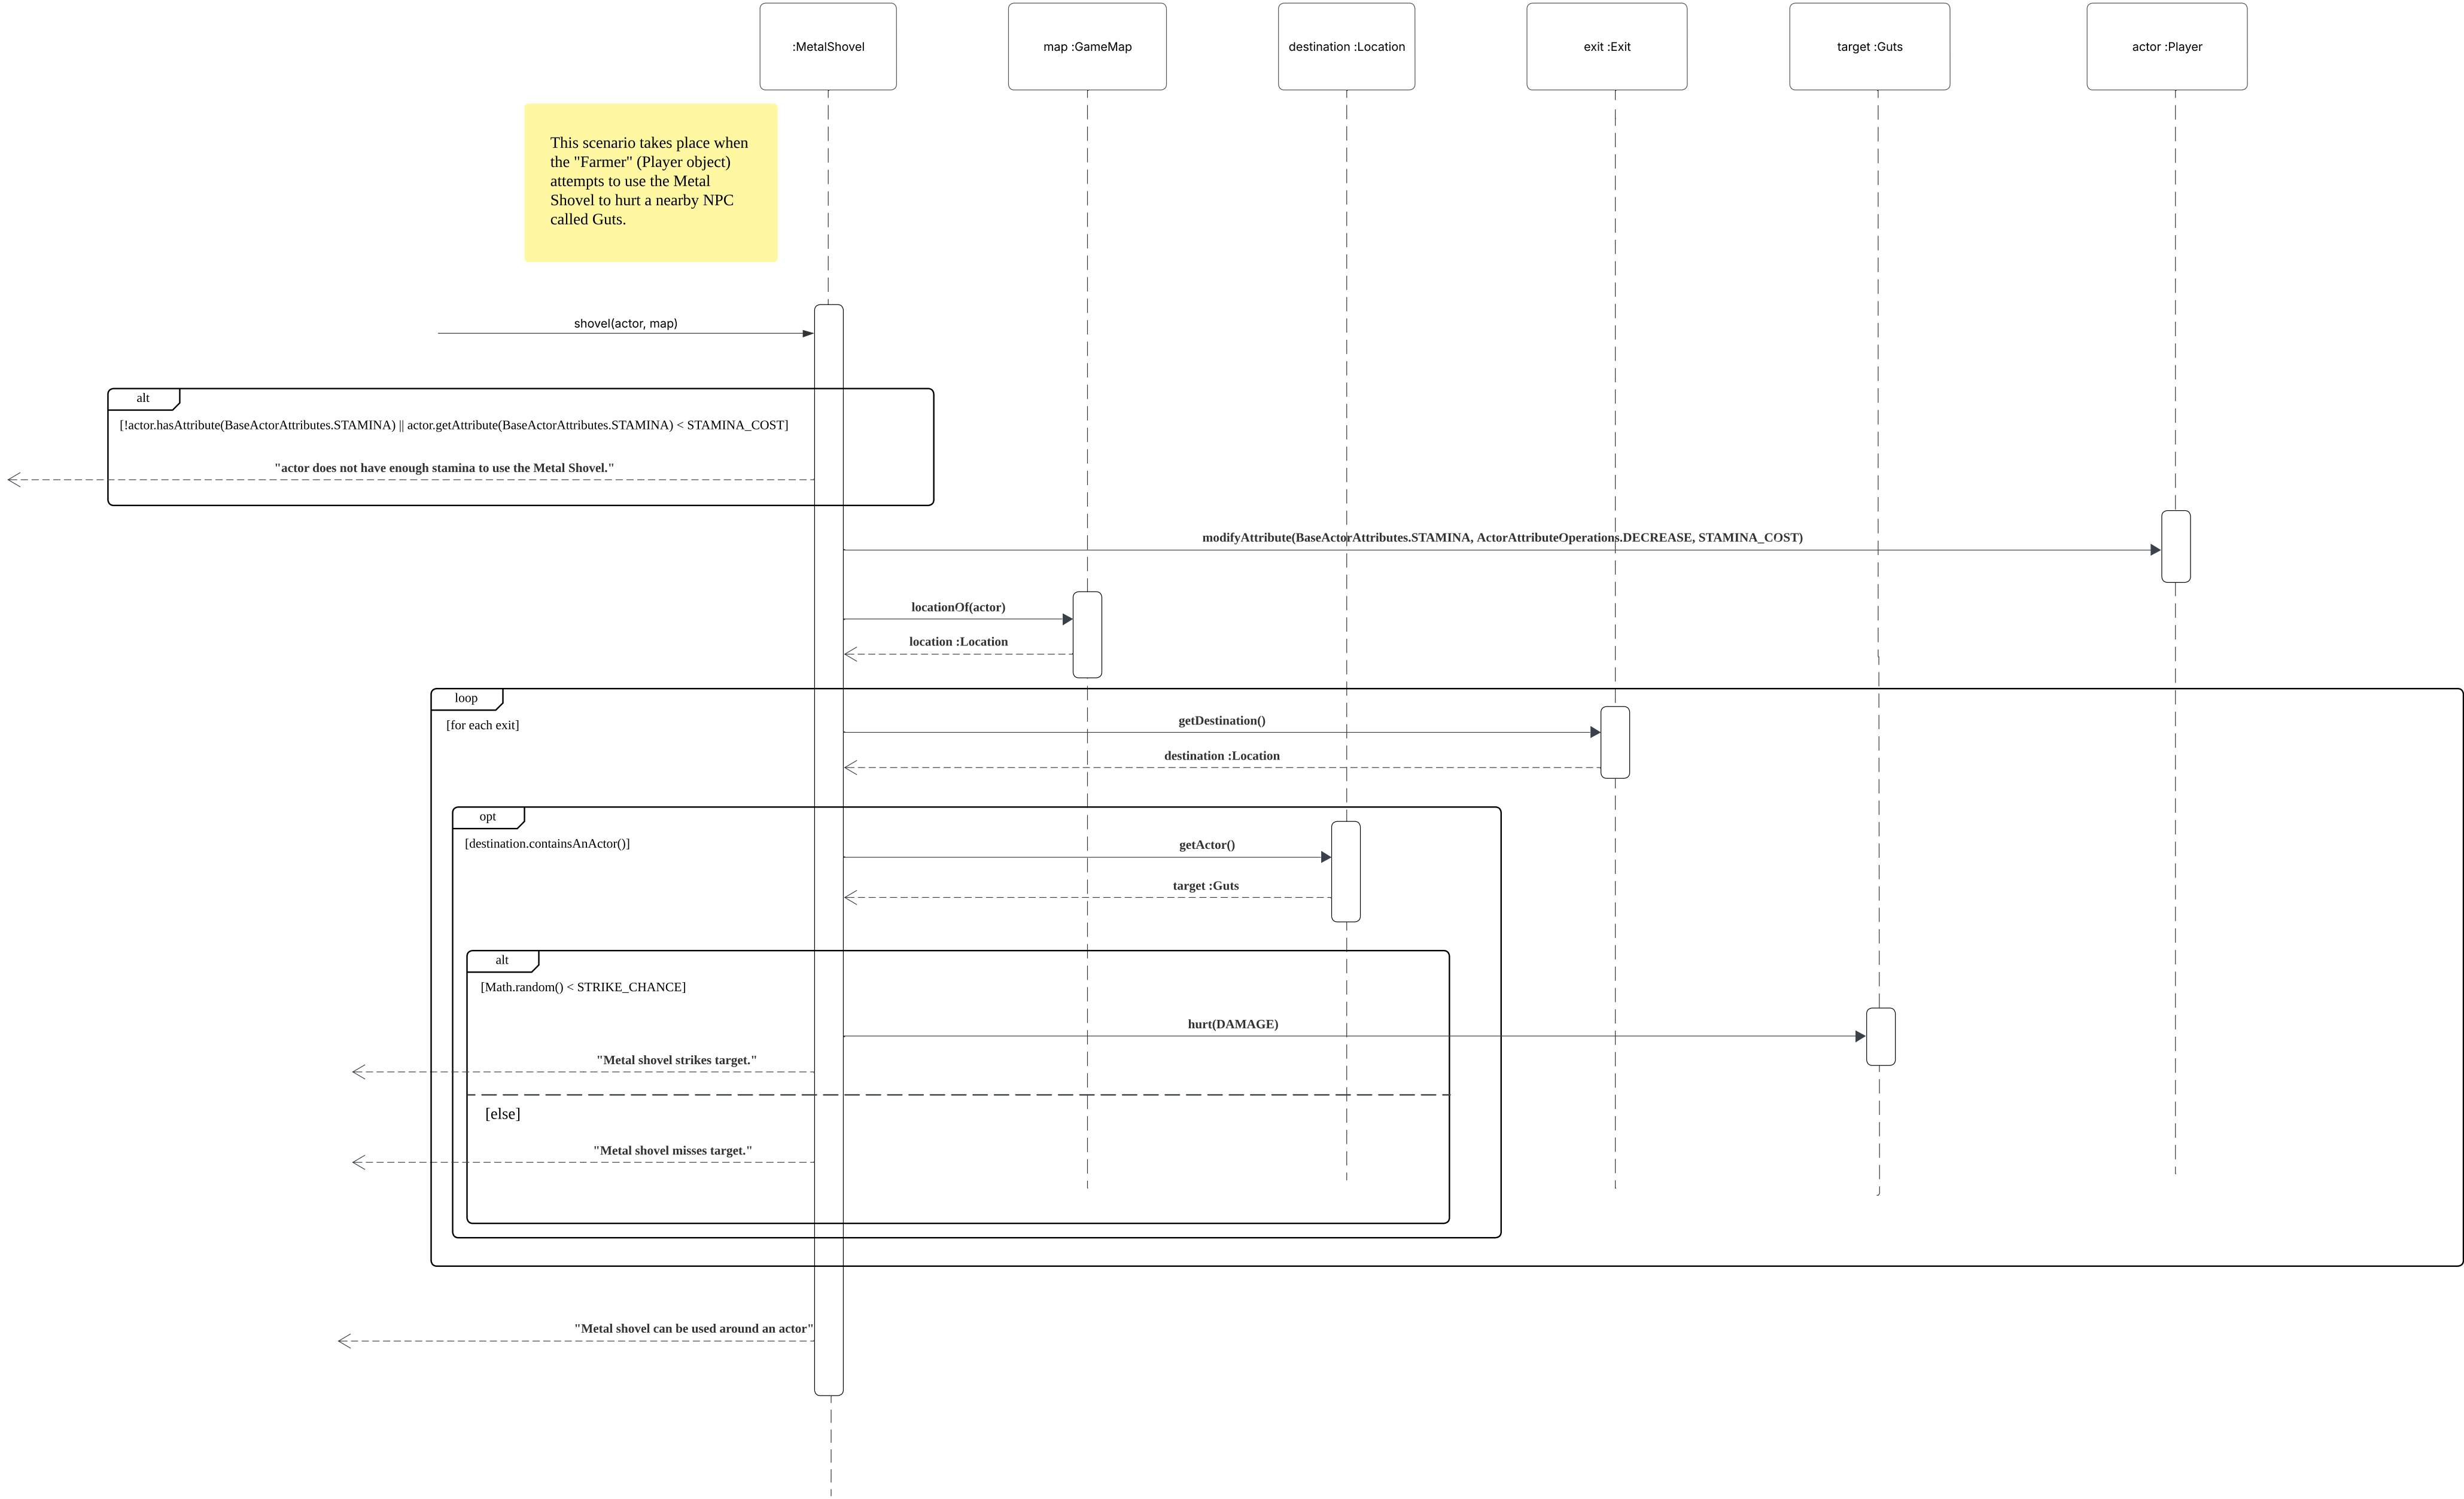 :MetalShovel
map :GameMap
destination :Location
exit :Exit
target :Guts
actor :Player
This scenario takes place when
the "Farmer" (Player object)
attempts to use the Metal
Shovel to hurt a nearby NPC
called Guts.
shovel(actor, map)
alt
[!actor.hasAttribute(BaseActorAttributes.STAMINA) || actor.getAttribute(BaseActorAttributes.STAMINA) < STAMINA_COST]
"actor does not have enough stamina to use the Metal Shovel."
modifyAttribute(BaseActorAttributes.STAMINA, ActorAttributeOperations.DECREASE, STAMINA_COST)
locationOf(actor)
location :Location
loop
[for each exit]
getDestination()
destination :Location
opt
[destination.containsAnActor()]
getActor()
target :Guts
alt
[Math.random() < STRIKE_CHANCE]
hurt(DAMAGE)
"Metal shovel strikes target."
[else]
"Metal shovel misses target."
"Metal shovel can be used around an actor"